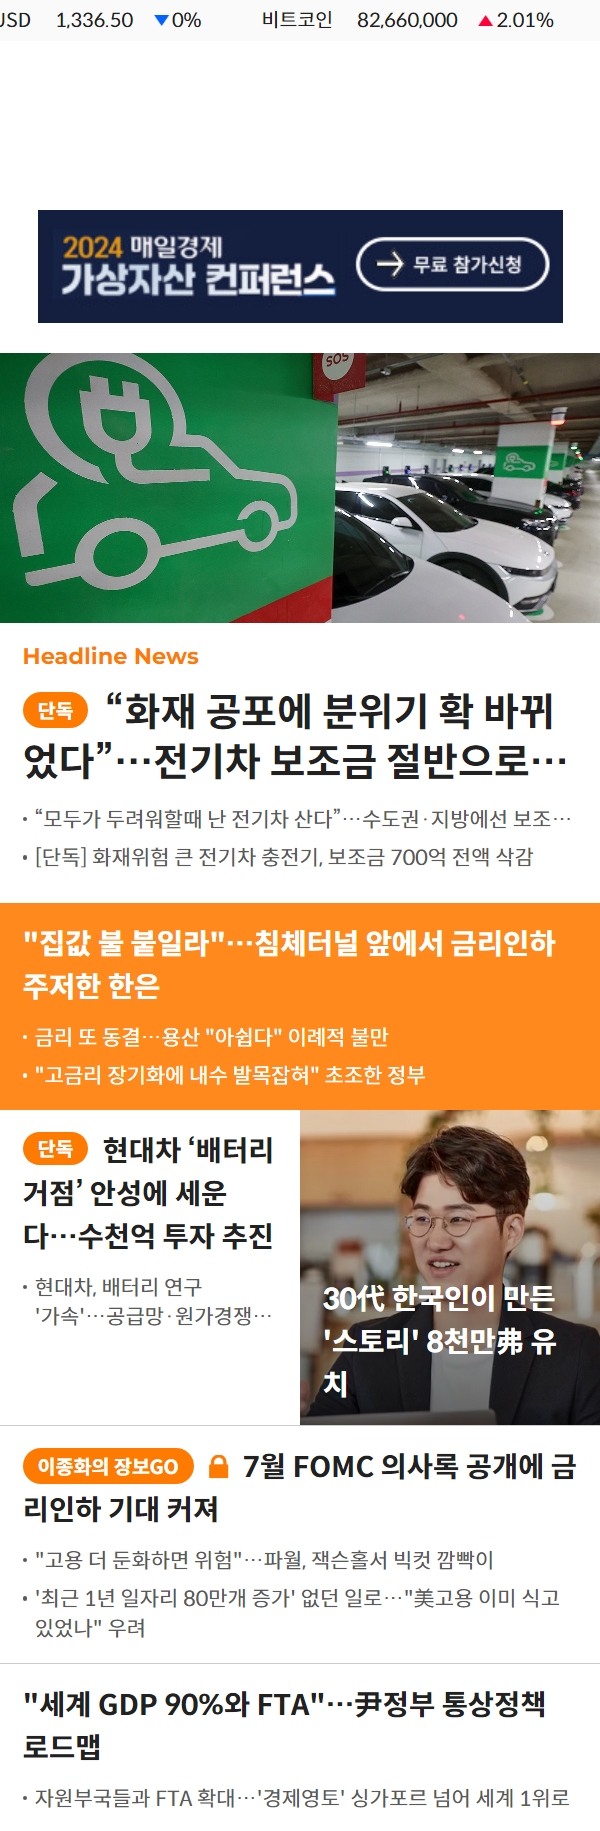 USD 1,336.50 ▼0% 비트코인 82,660,000 ▲2.01%
2024 매일경제
가상자산 컨퍼런스
→ 무료 참가신청
SOS
Headline News
단독 “화재 공포에 분위기 확 바뀌
었다”…전기차 보조금 절반으로…
· “모두가 두려워할때 난 전기차 산다”…수도권·지방에선 보조…
· [단독] 화재위험 큰 전기차 충전기, 보조금 700억 전액 삭감
"집값 불 붙일라"…침체터널 앞에서 금리인하
주저한 한은
· 금리 또 동결…용산 "아쉽다" 이례적 불만
· "고금리 장기화에 내수 발목잡혀" 초조한 정부
단독 현대차 ‘배터리
거점’ 안성에 세운
다…수천억 투자 추진
· 현대차, 배터리 연구
'가속'…공급망·원가경쟁…
30代 한국인이 만든
'스토리' 8천만弗 유
치
이종화의 장보GO 7월 FOMC 의사록 공개에 금
리인하 기대 커져
· "고용 더 둔화하면 위험"…파월, 잭슨홀서 빅컷 깜빡이
· '최근 1년 일자리 80만개 증가' 없던 일로…"美고용 이미 식고
있었나" 우려
"세계 GDP 90%와 FTA"…尹정부 통상정책
로드맵
· 자원부국들과 FTA 확대…'경제영토' 싱가포르 넘어 세계 1위로